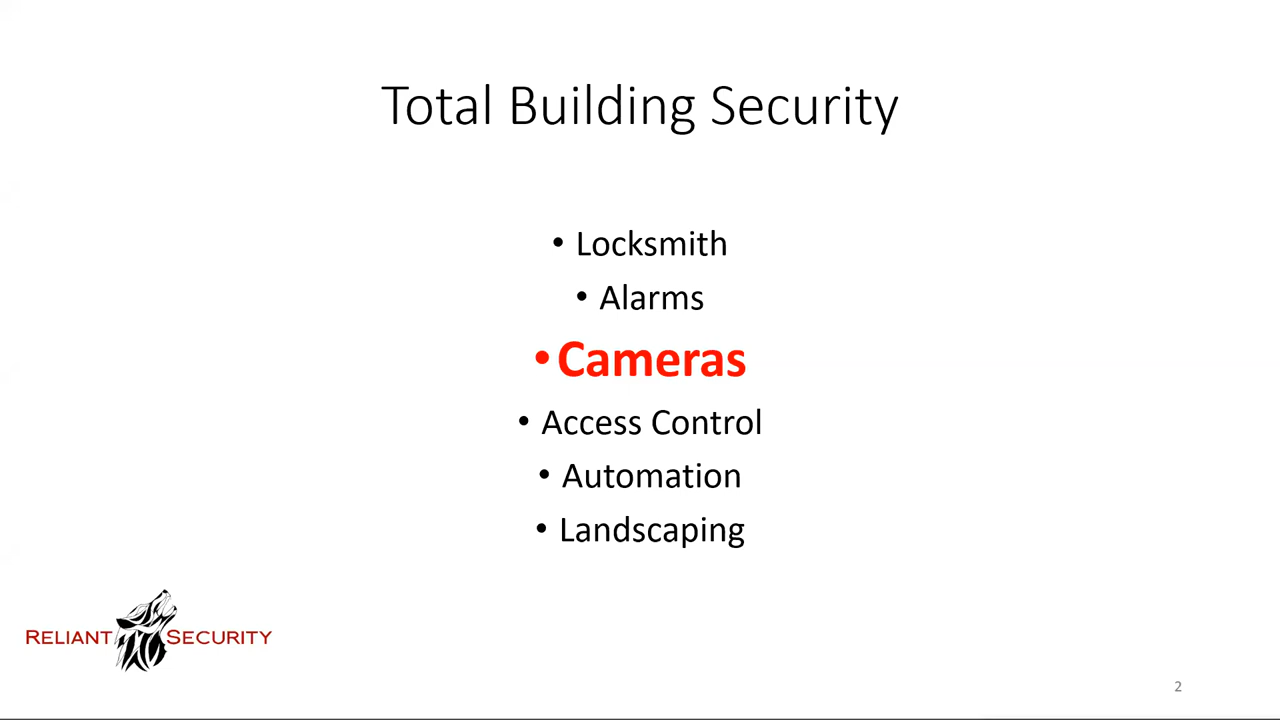 Total Building Security
• Locksmith
• Alarms
• Cameras
• Access Control
• Automation
• Landscaping
RELIANT SECURITY
2